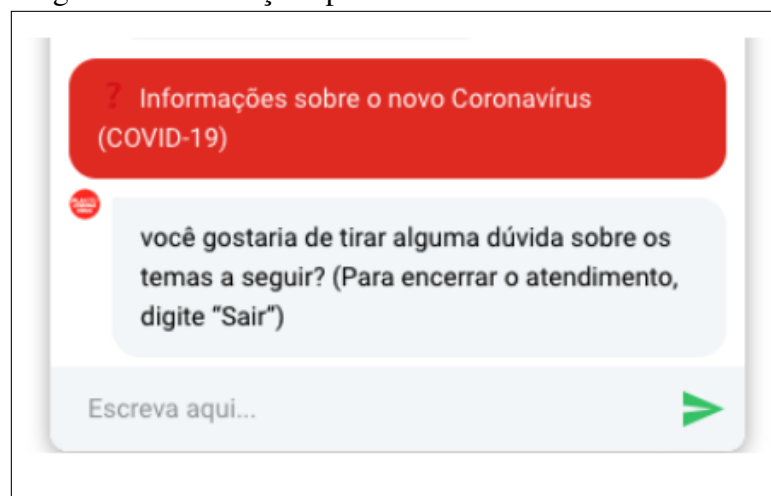 ❓ Informações sobre o novo Coronavírus
(COVID-19)
você gostaria de tirar alguma dúvida sobre os
temas a seguir? (Para encerrar o atendimento,
digite “Sair”)
Escreva aqui...